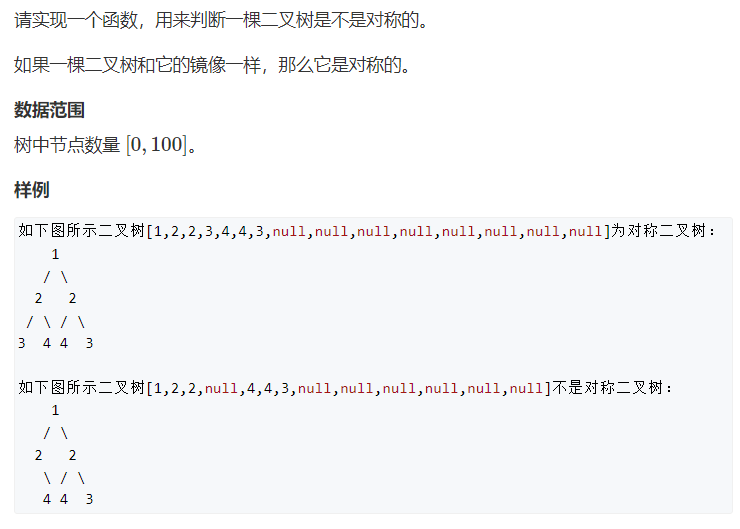 请实现一个函数，用来判断一棵二叉树是不是对称的。
如果一棵二叉树和它的镜像一样，那么它是对称的。
数据范围
树中节点数量 [0, 100]。
样例
如下图所示二叉树[1,2,2,3,4,4,3,null,null,null,null,null,null,null,null]为对称二叉树：
    1
   / \
  2   2
 / \ / \
3  4 4  3
如下图所示二叉树[1,2,2,null,4,4,3,null,null,null,null,null,null]不是对称二叉树：
    1
   / \
  2   2
   \ / \
   4 4  3